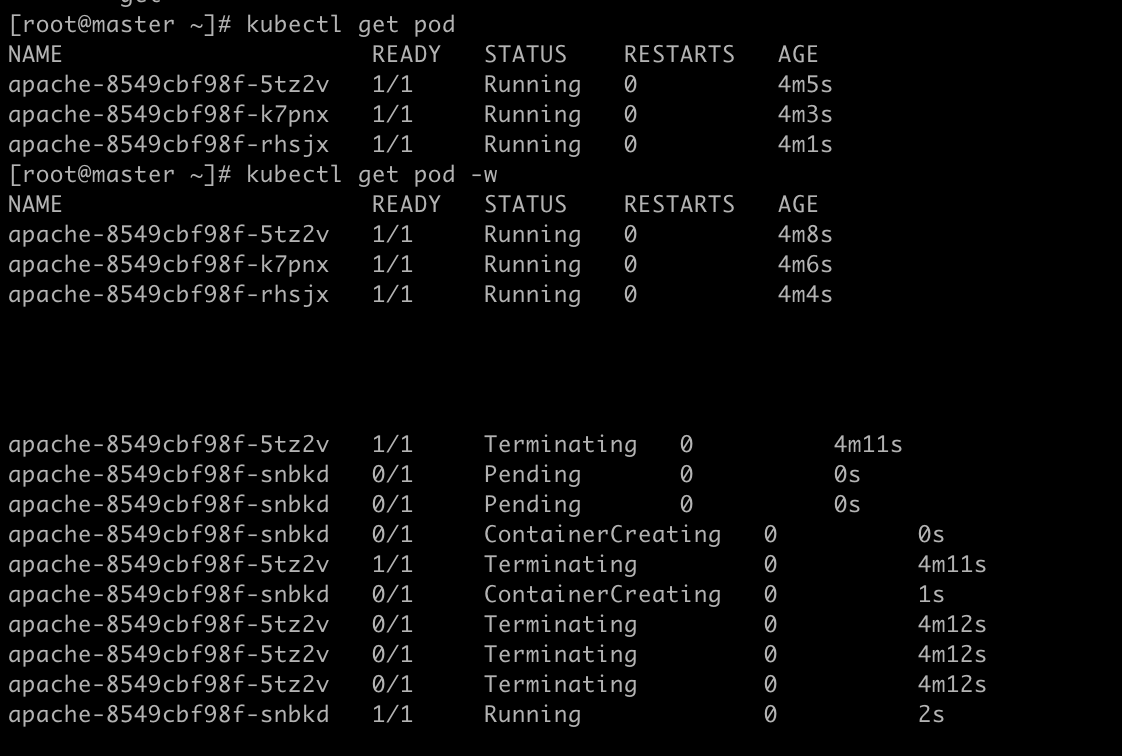 [root@master ~]# kubectl get pod
NAME READY STATUS RESTARTS AGE
apache-8549cbf98f-5tz2v 1/1 Running 0 4m5s
apache-8549cbf98f-k7pnx 1/1 Running 0 4m3s
apache-8549cbf98f-rhsjx 1/1 Running 0 4m1s
[root@master ~]# kubectl get pod -w
NAME READY STATUS RESTARTS AGE
apache-8549cbf98f-5tz2v 1/1 Running 0 4m8s
apache-8549cbf98f-k7pnx 1/1 Running 0 4m6s
apache-8549cbf98f-rhsjx 1/1 Running 0 4m4s
apache-8549cbf98f-5tz2v 1/1 Terminating 0 4m11s
apache-8549cbf98f-snbkd 0/1 Pending 0 0s
apache-8549cbf98f-snbkd 0/1 Pending 0 0s
apache-8549cbf98f-snbkd 0/1 ContainerCreating 0 0s
apache-8549cbf98f-5tz2v 1/1 Terminating 0 4m11s
apache-8549cbf98f-snbkd 0/1 ContainerCreating 0 1s
apache-8549cbf98f-5tz2v 0/1 Terminating 0 4m12s
apache-8549cbf98f-5tz2v 0/1 Terminating 0 4m12s
apache-8549cbf98f-5tz2v 0/1 Terminating 0 4m12s
apache-8549cbf98f-snbkd 1/1 Running 0 2s